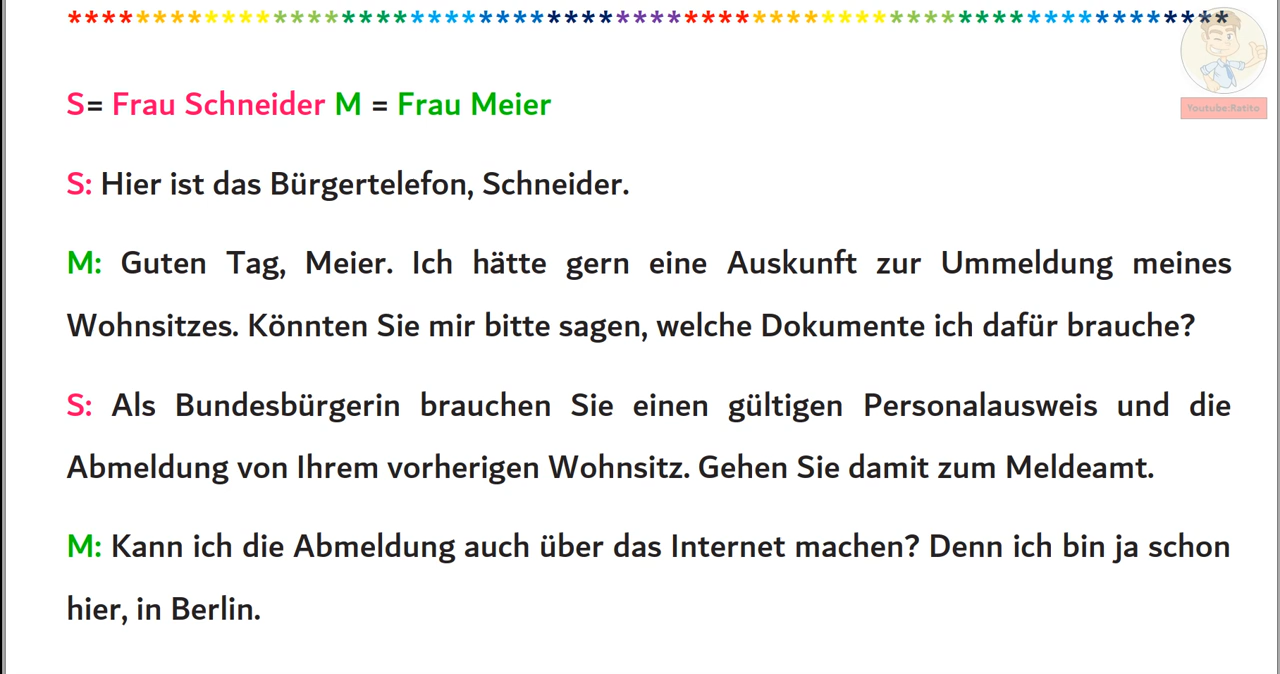 ****************************************************************
S= Frau Schneider M = Frau Meier
Youtube:Ratito
S: Hier ist das Bürgertelefon, Schneider.
M: Guten Tag, Meier. Ich hätte gern eine Auskunft zur Ummeldung meines
Wohnsitzes. Könnten Sie mir bitte sagen, welche Dokumente ich dafür brauche?
S: Als Bundesbürgerin brauchen Sie einen gültigen Personalausweis und die
Abmeldung von Ihrem vorherigen Wohnsitz. Gehen Sie damit zum Meldeamt.
M: Kann ich die Abmeldung auch über das Internet machen? Denn ich bin ja schon
hier, in Berlin.